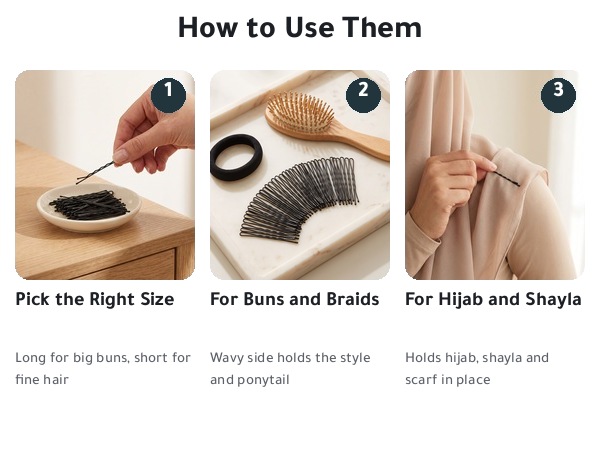 How to Use Them
1
2
3
Pick the Right Size
For Buns and Braids
For Hijab and Shayla
Long for big buns, short for
fine hair
Wavy side holds the style
and ponytail
Holds hijab, shayla and
scarf in place